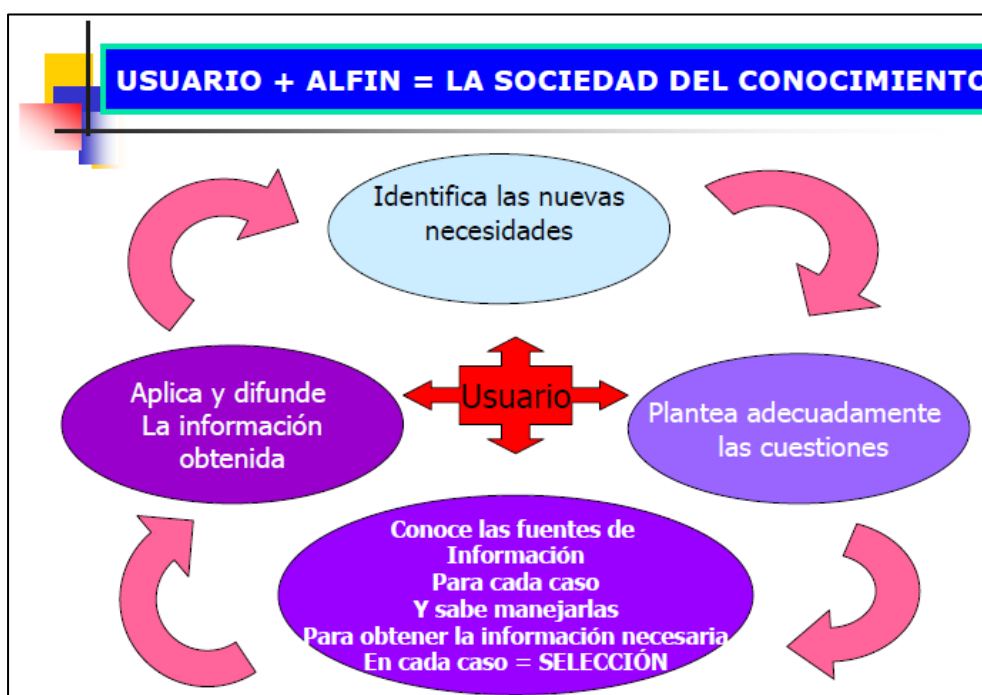 USUARIO + ALFIN = LA SOCIEDAD DEL CONOCIMIENTO
Identifica las nuevas
necesidades
Aplica y difunde
La información
obtenida
Usuario
Plantea adecuadamente
las cuestiones
Conoce las fuentes de
Información
Para cada caso
Y sabe manejarlas
Para obtener la información necesaria
En cada caso = SELECCIÓN